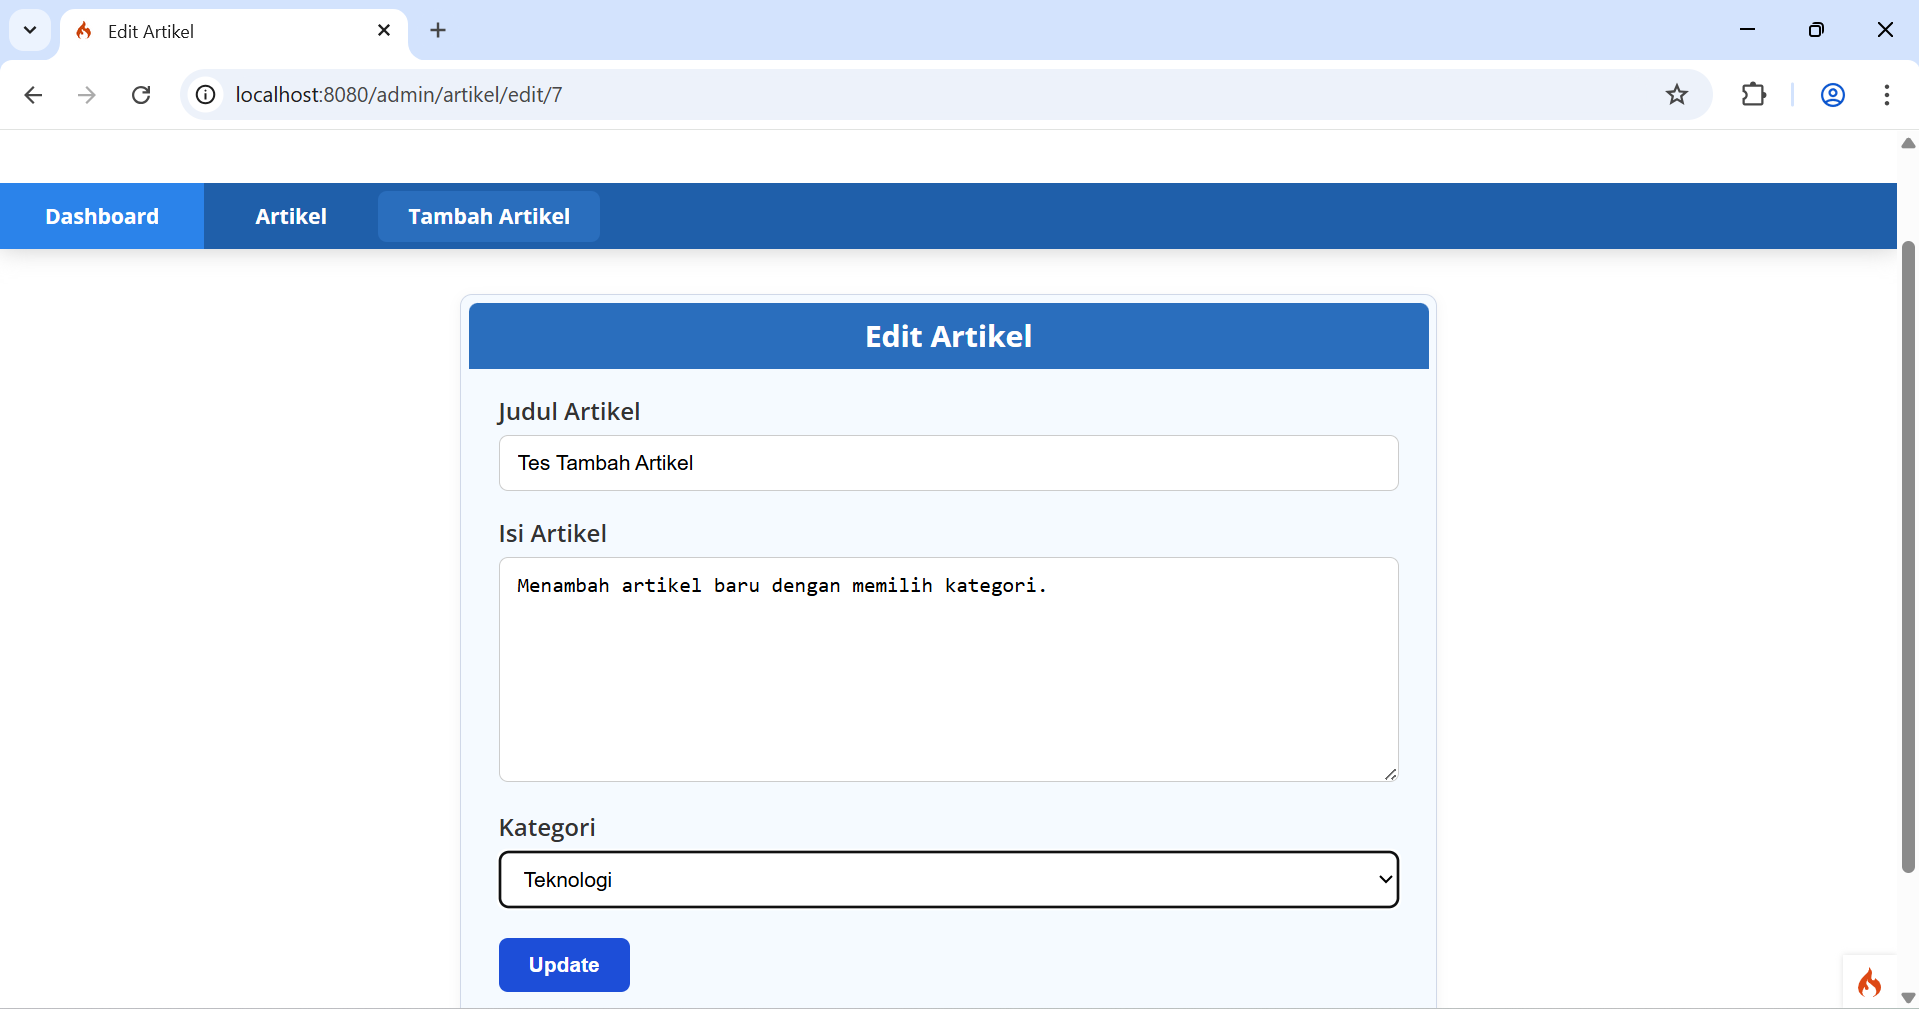 Edit Artikel
localhost:8080/admin/artikel/edit/7
Dashboard Artikel Tambah Artikel
Edit Artikel
Judul Artikel
Tes Tambah Artikel
Isi Artikel
Menambah artikel baru dengan memilih kategori.
Kategori
Teknologi
Update